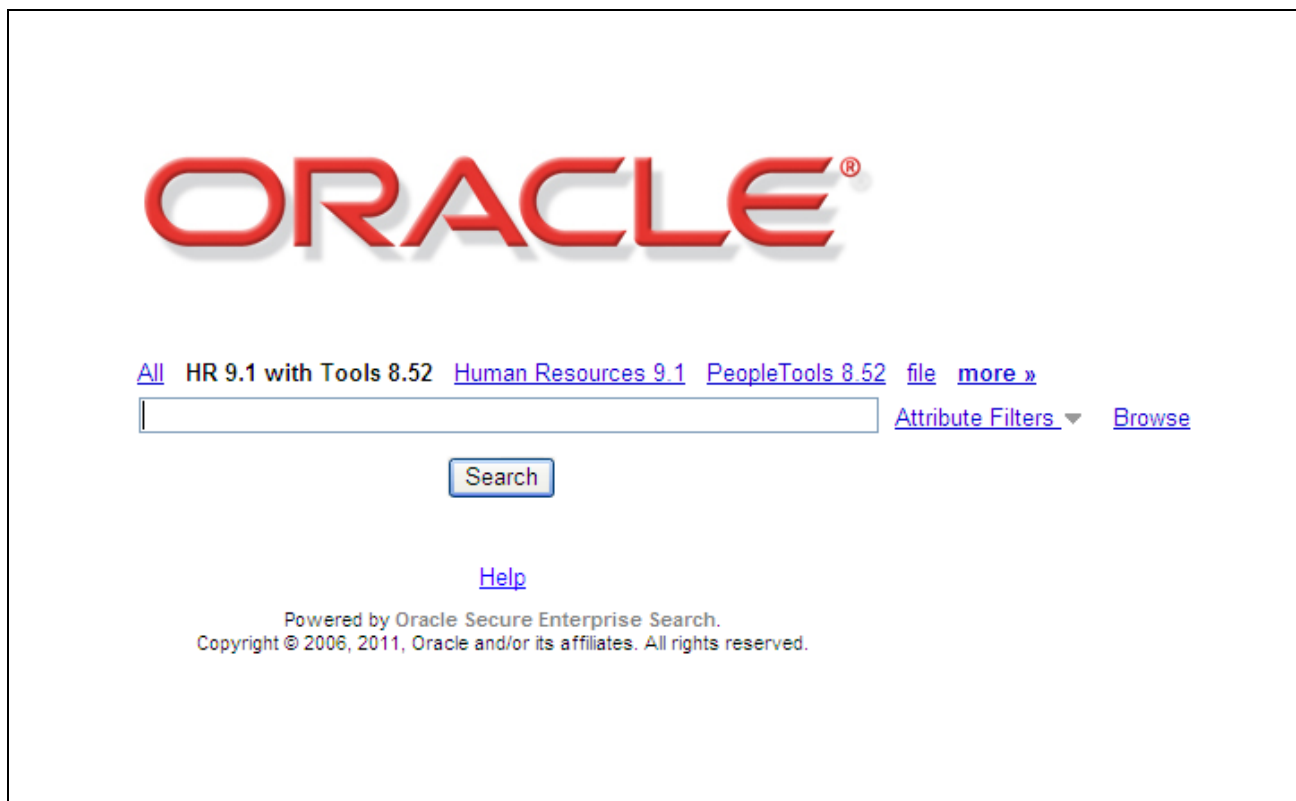 ORACLE®
All HR 9.1 with Tools 8.52 Human Resources 9.1 PeopleTools 8.52 file more »
Attribute Filters Browse
Search
Help
Powered by Oracle Secure Enterprise Search.
Copyright © 2006, 2011, Oracle and/or its affiliates. All rights reserved.